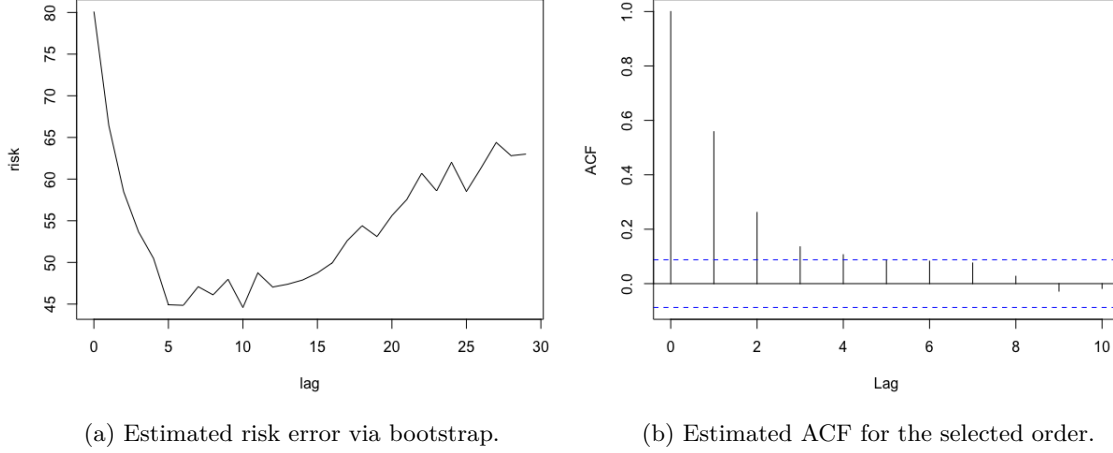 80
75
70
65
60
55
50
45
risk
0 5 10 15 20 25 30
lag
(a) Estimated risk error via bootstrap.
1.0
0.8
0.6
0.4
0.2
0.0
ACF
0 2 4 6 8 10
Lag
(b) Estimated ACF for the selected order.